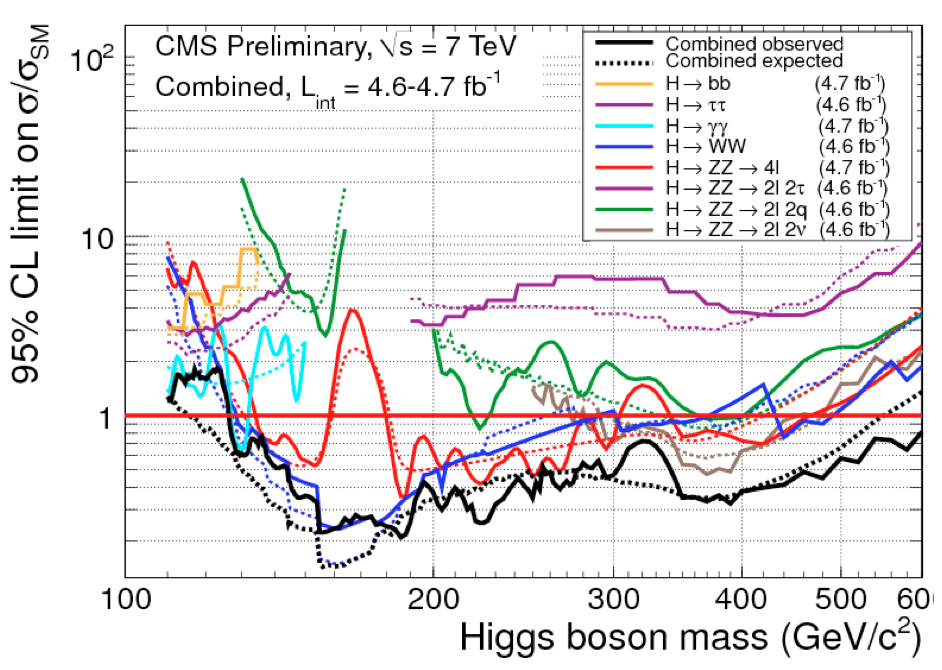 95% CL limit on σ/σSM
10²
10
1
CMS Preliminary, √s = 7 TeV
Combined, Lint = 4.6-4.7 fb⁻¹
Combined observed
Combined expected
H → bb (4.7 fb⁻¹)
H → ττ (4.6 fb⁻¹)
H → γγ (4.7 fb⁻¹)
H → WW (4.6 fb⁻¹)
H → ZZ → 4l (4.7 fb⁻¹)
H → ZZ → 2l 2τ (4.6 fb⁻¹)
H → ZZ → 2l 2q (4.6 fb⁻¹)
H → ZZ → 2l 2ν (4.6 fb⁻¹)
100 200 300 400 500 60
Higgs boson mass (GeV/c²)